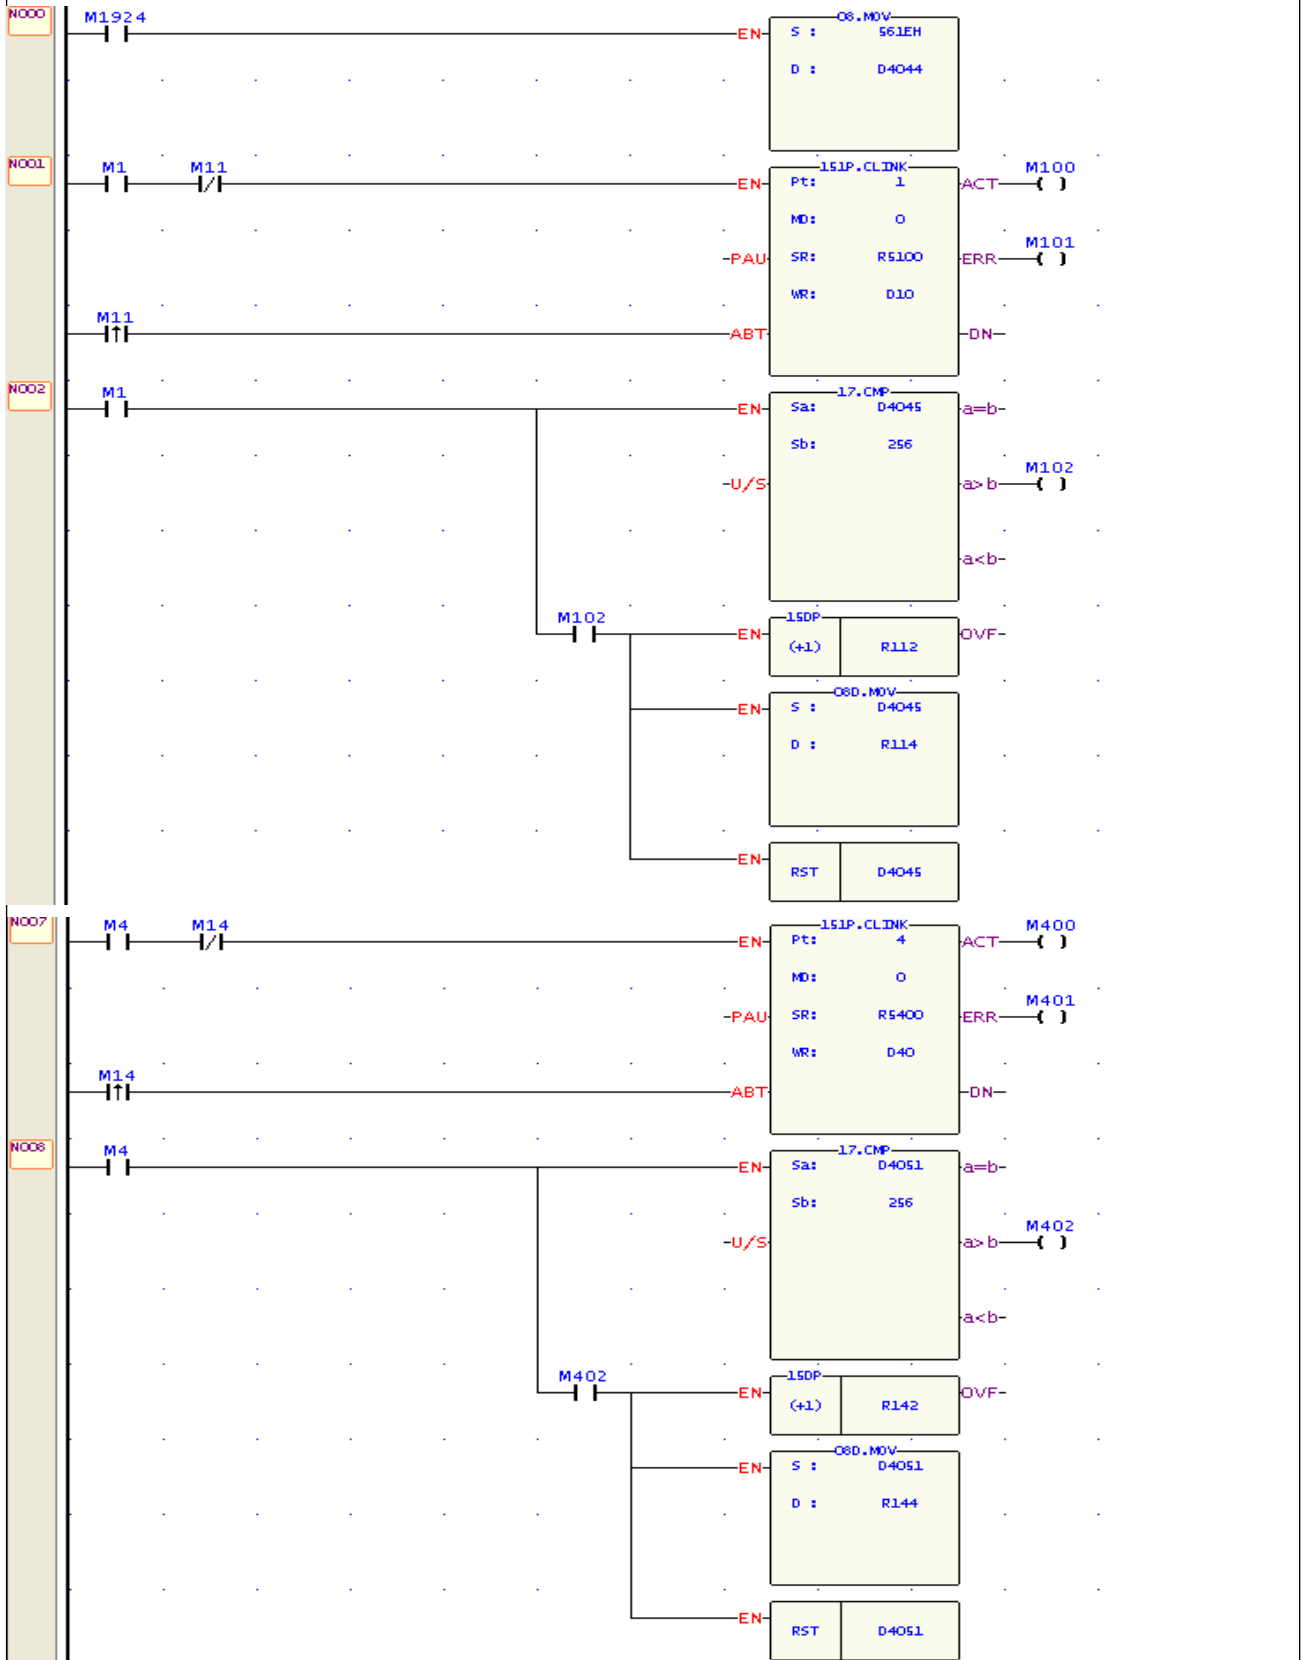 N000
M1924
EN
08.MOV
S : 561EH
D : D4044
N001
M1 M11
EN
151P.CLINK
Pt: 1
ACT
M100
MD: 0
PAU
SR: R5100
ERR
M101
WR: D10
M11
ABT
DN
N002
M1
EN
17.CMP
Sa: D4045
a=b
Sb: 256
U/S
a>b
M102
a<b
M102
EN
15DP
(+1) R112
OVF
EN
08D.MOV
S : D4045
D : R114
EN
RST D4045
N007
M4 M14
EN
151P.CLINK
Pt: 4
ACT
M400
MD: 0
PAU
SR: R5400
ERR
M401
WR: D40
M14
ABT
DN
N008
M4
EN
17.CMP
Sa: D4051
a=b
Sb: 256
U/S
a>b
M402
a<b
M402
EN
15DP
(+1) R142
OVF
EN
08D.MOV
S : D4051
D : R144
EN
RST D4051